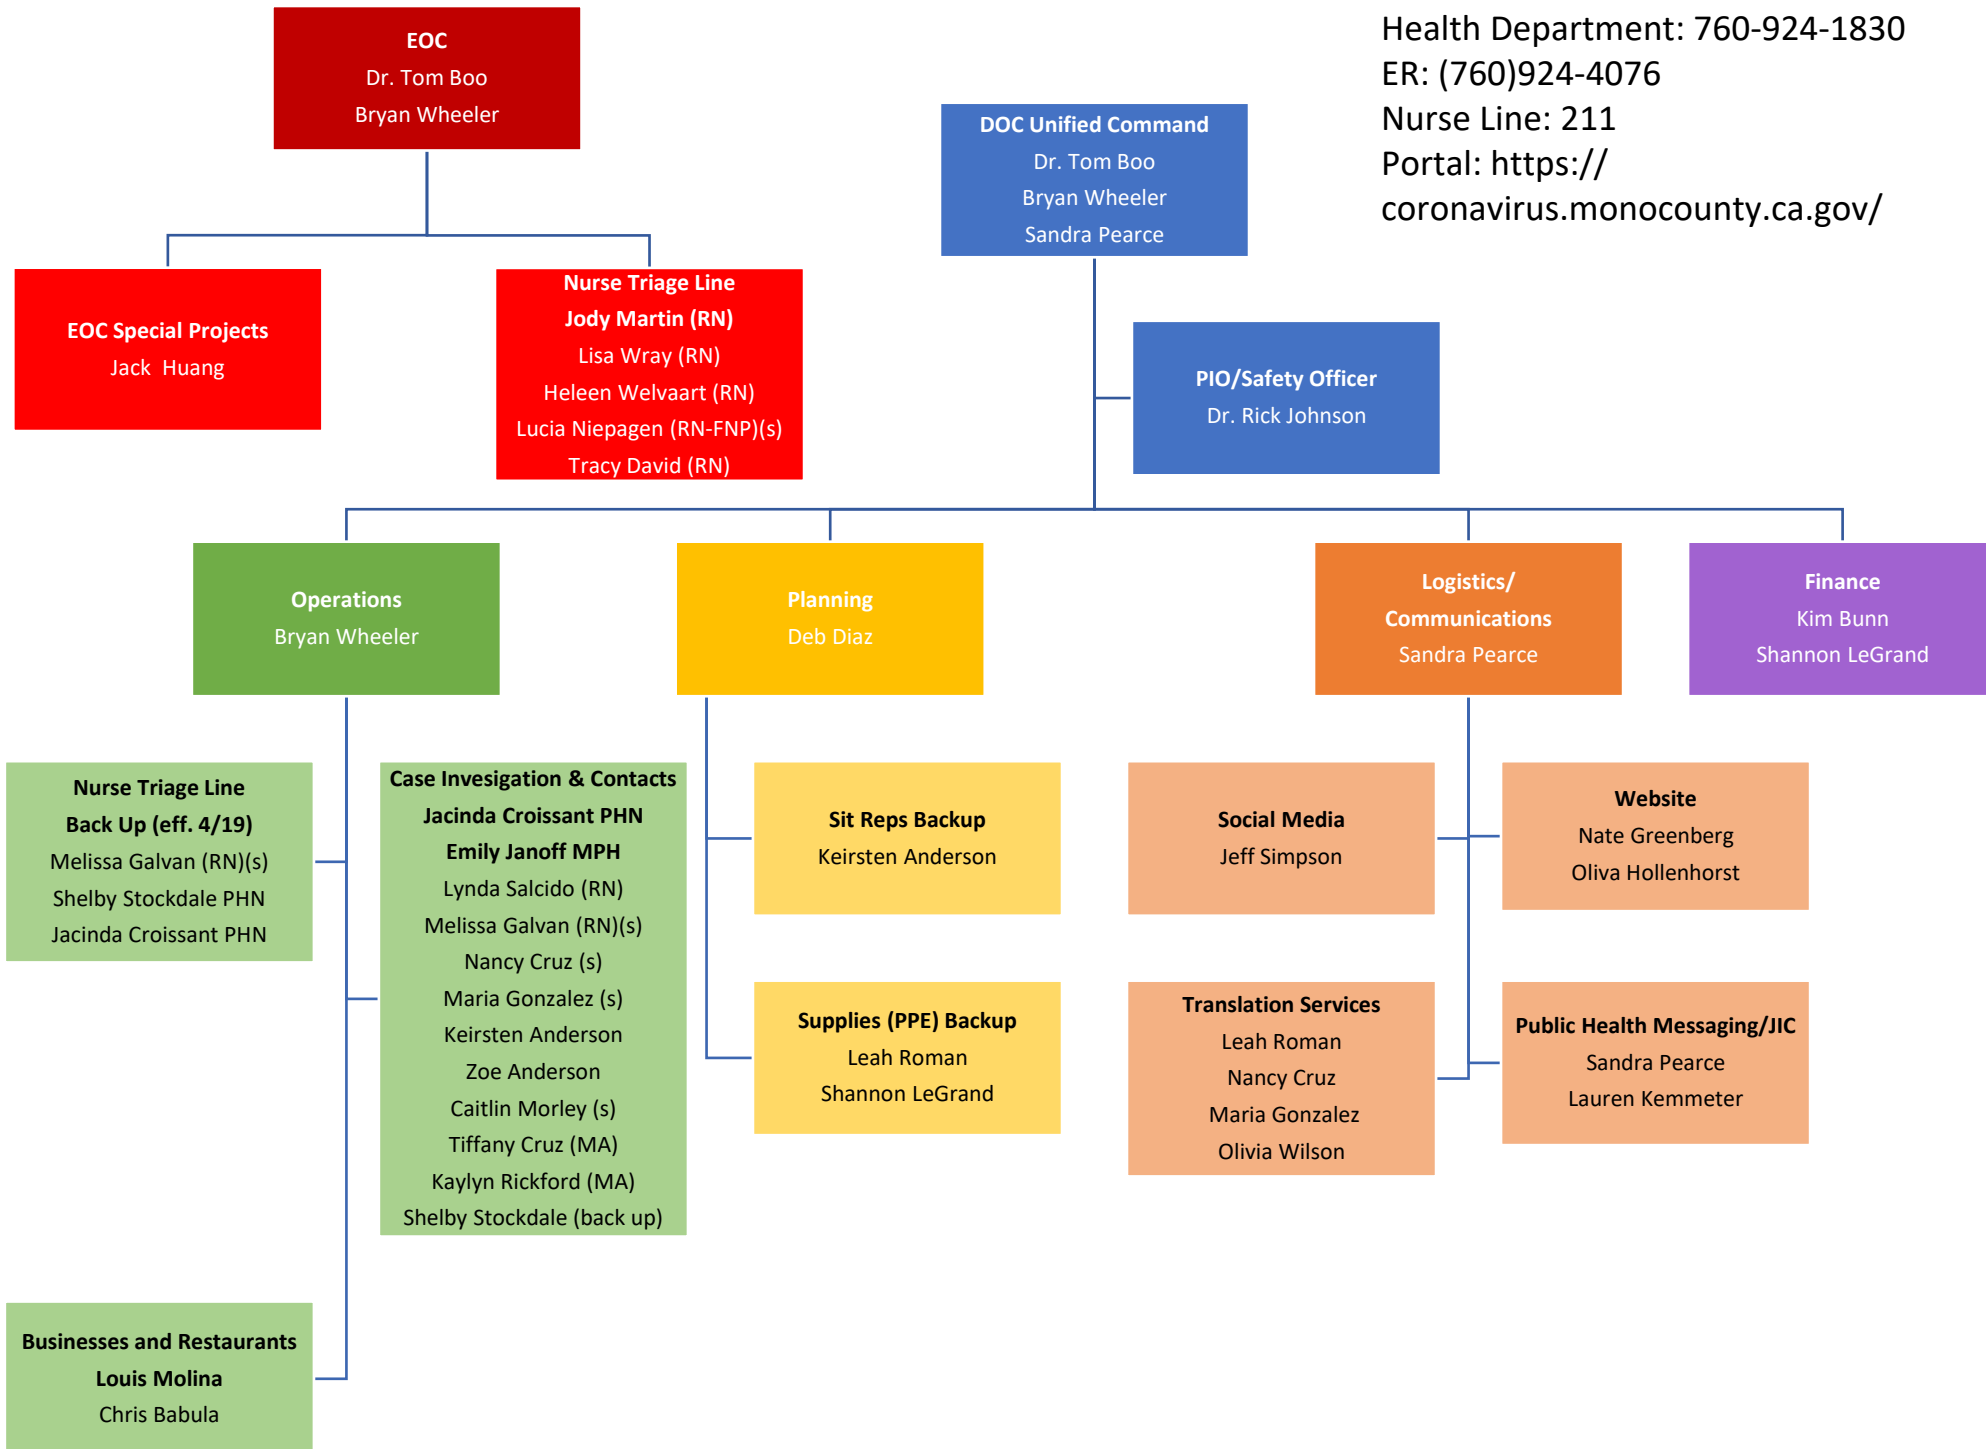 Health Department: 760-924-1830
ER: (760)924-4076
Nurse Line: 211
Portal: https://
coronavirus.monocounty.ca.gov/
EOC
Dr. Tom Boo
Bryan Wheeler
DOC Unified Command
Dr. Tom Boo
Bryan Wheeler
Sandra Pearce
EOC Special Projects
Jack  Huang
Nurse Triage Line
Jody Martin (RN)
Lisa Wray (RN)
Heleen Welvaart (RN)
Lucia Niepagen (RN-FNP)(s)
Tracy David (RN)
PIO/Safety Officer
Dr. Rick Johnson
Operations
Bryan Wheeler
Planning
Deb Diaz
Logistics/
Communications
Sandra Pearce
Finance
Kim Bunn
Shannon LeGrand
Nurse Triage Line
Back Up (eff. 4/19)
Melissa Galvan (RN)(s)
Shelby Stockdale PHN
Jacinda Croissant PHN
Case Invesigation & Contacts
Jacinda Croissant PHN
Emily Janoff MPH
Lynda Salcido (RN)
Melissa Galvan (RN)(s)
Nancy Cruz (s)
Maria Gonzalez (s)
Keirsten Anderson
Zoe Anderson
Caitlin Morley (s)
Tiffany Cruz (MA)
Kaylyn Rickford (MA)
Shelby Stockdale (back up)
Sit Reps Backup
Keirsten Anderson
Social Media
Jeff Simpson
Website
Nate Greenberg
Oliva Hollenhorst
Supplies (PPE) Backup
Leah Roman
Shannon LeGrand
Translation Services
Leah Roman
Nancy Cruz
Maria Gonzalez
Olivia Wilson
Public Health Messaging/JIC
Sandra Pearce
Lauren Kemmeter
Businesses and Restaurants
Louis Molina
Chris Babula